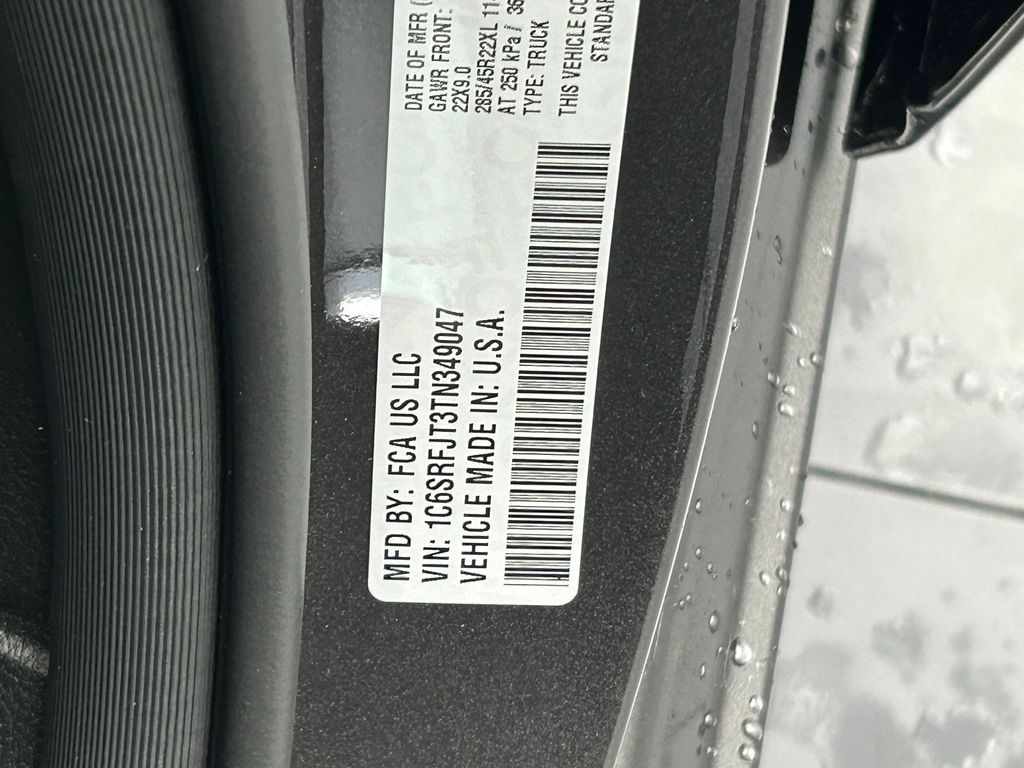 MFD BY: FCA US LLC
VIN: 1C6SRFJT3TN349047
VEHICLE MADE IN: U.S.A.
DATE OF MFR
GAWR FRONT:
22X9.0
285/45R22XL
AT 250 kPa /
TYPE: TRUCK
THIS VEHICLE